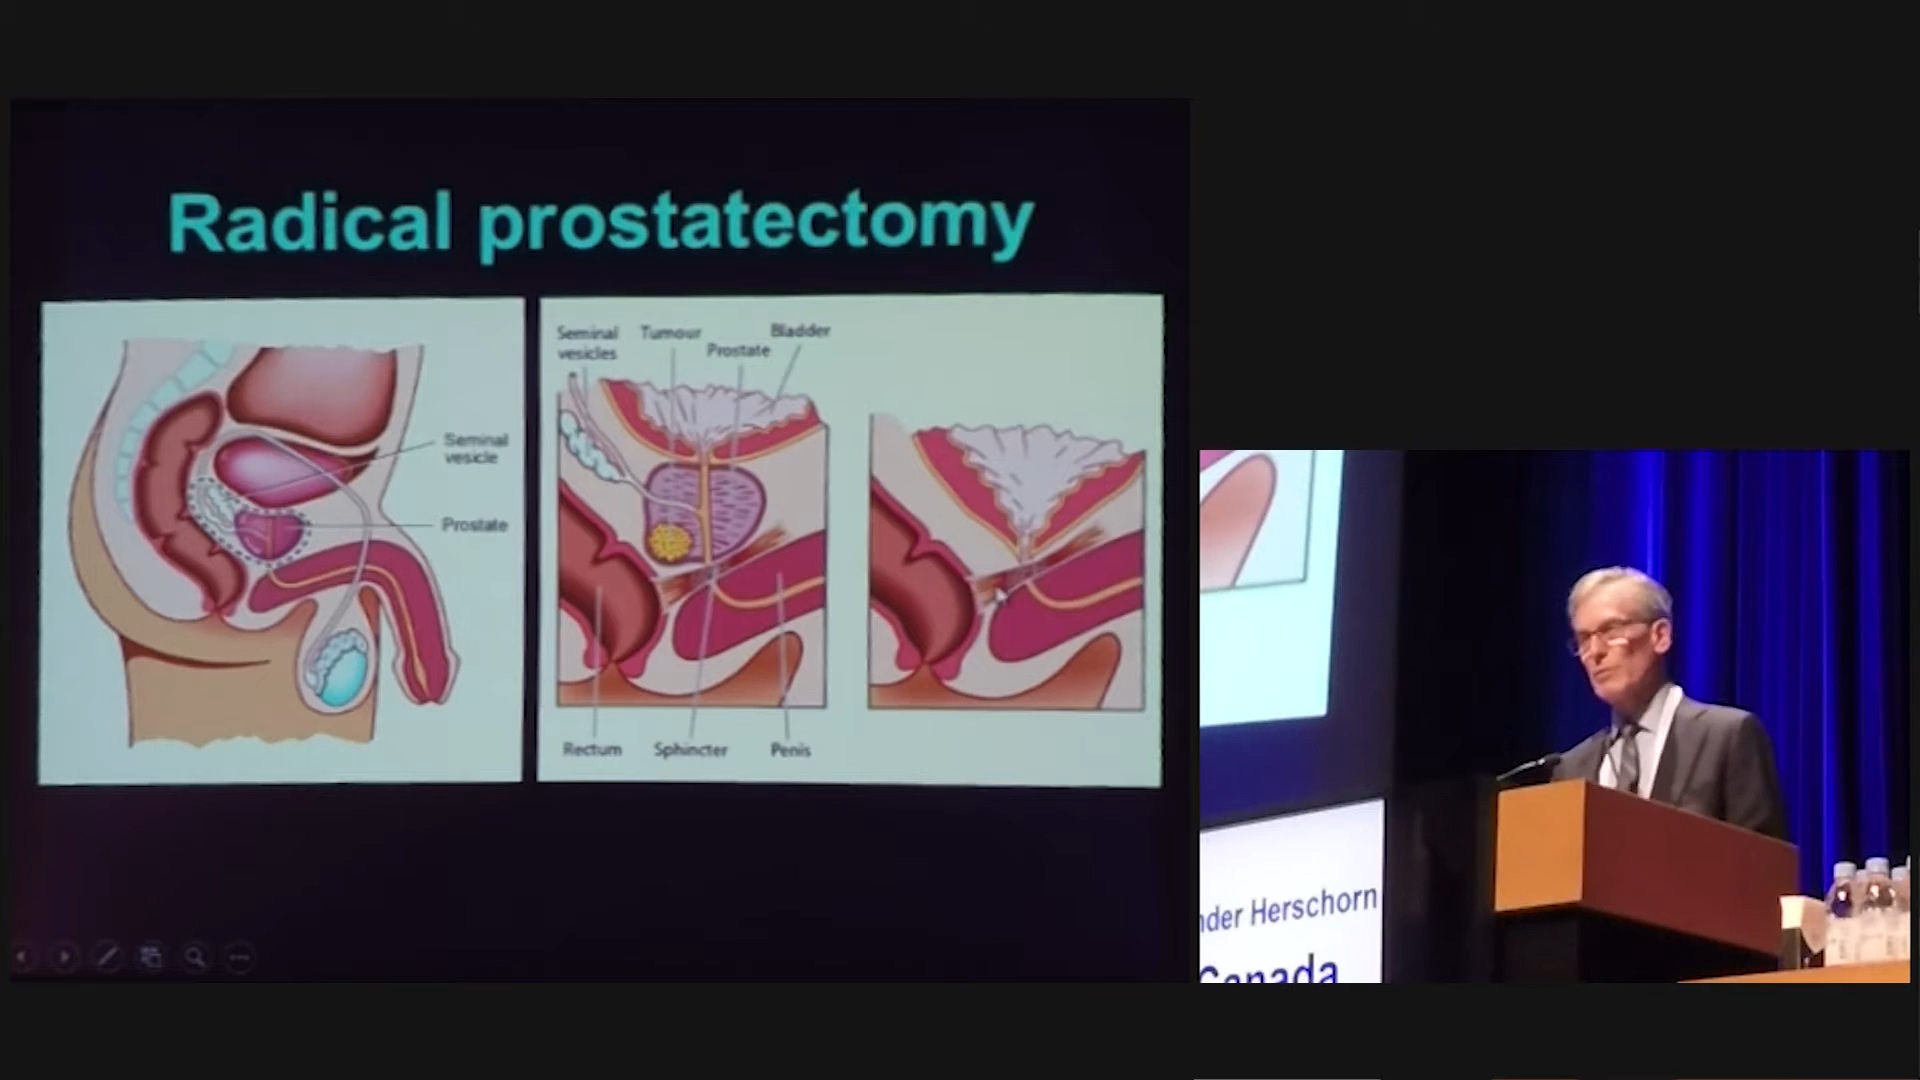 Radical prostatectomy
Seminal
vesicle
Prostate
Seminal
vesicles
Tumour
Prostate
Bladder
Rectum
Sphincter
Penis
nder Herschorn
Canada